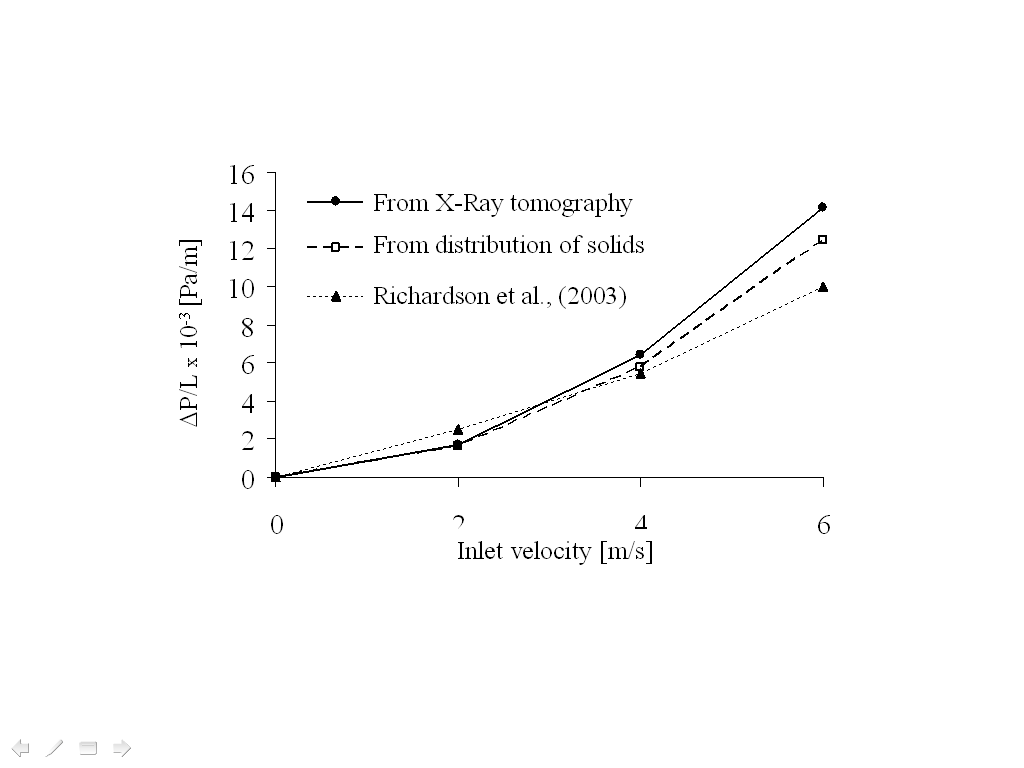 16
14
12
10
8
6
4
2
0
ΔP/L x 10-3 [Pa/m]
From X-Ray tomography
From distribution of solids
Richardson et al., (2003)
0 2 4 6
Inlet velocity [m/s]